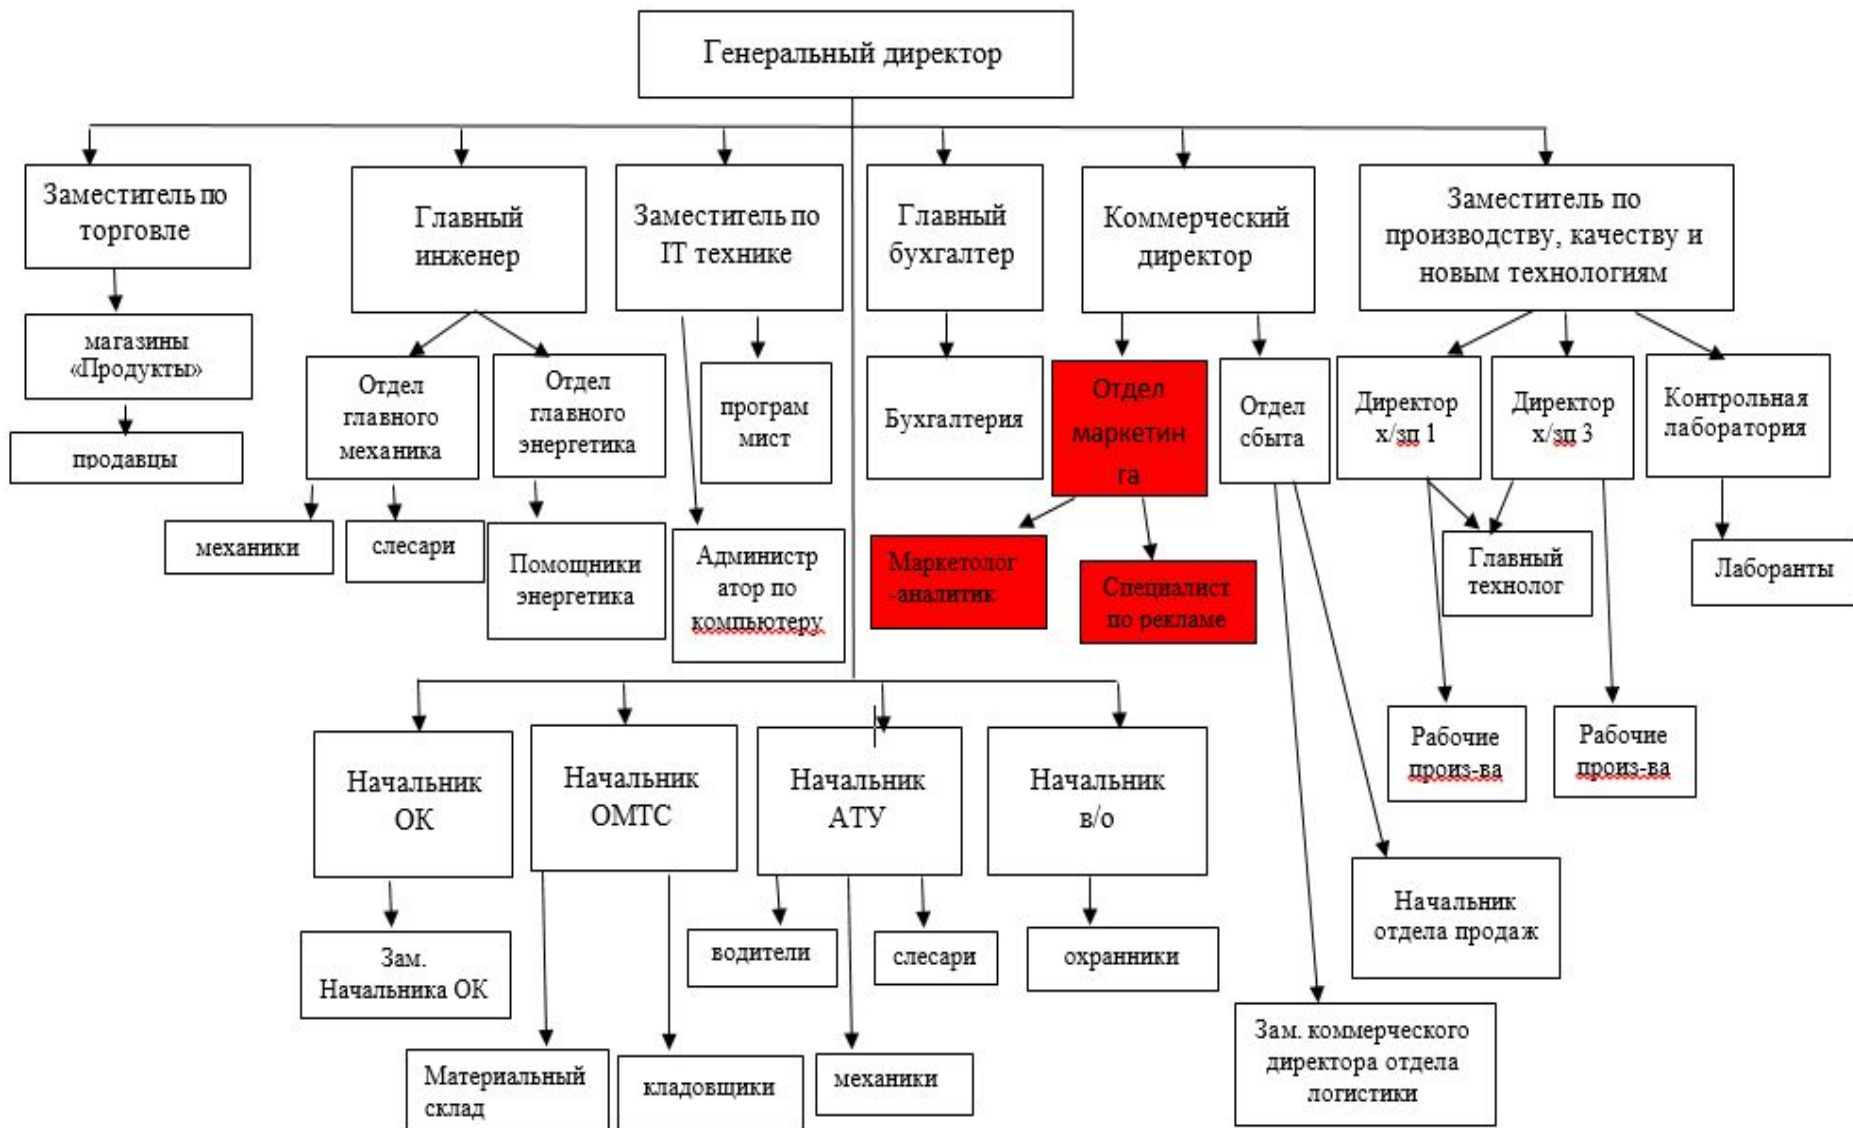 Генеральный директор
Заместитель по
торговле
Главный
инженер
Заместитель по
IT технике
Главный
бухгалтер
Коммерческий
директор
Заместитель по
производству, качеству и
новым технологиям
магазины
«Продукты»
продавцы
Отдел
главного
механика
Отдел
главного
энергетика
програм
мист
Бухгалтерия
Отдел
маркетин
га
Отдел
сбыта
Директор
х/зп 1
Директор
х/зп 3
Контрольная
лаборатория
механики
слесари
Помощники
энергетика
Администр
атор по
компьютеру
Маркетолог
-аналитик
Специалист
по рекламе
Главный
технолог
Лаборанты
Рабочие
произ-ва
Рабочие
произ-ва
Начальник
ОК
Начальник
ОМТС
Начальник
АТУ
Начальник
в/о
Зам.
Начальника ОК
водители
слесари
охранники
Начальник
отдела продаж
Материальный
склад
кладовщики
механики
Зам. коммерческого
директора отдела
логистики